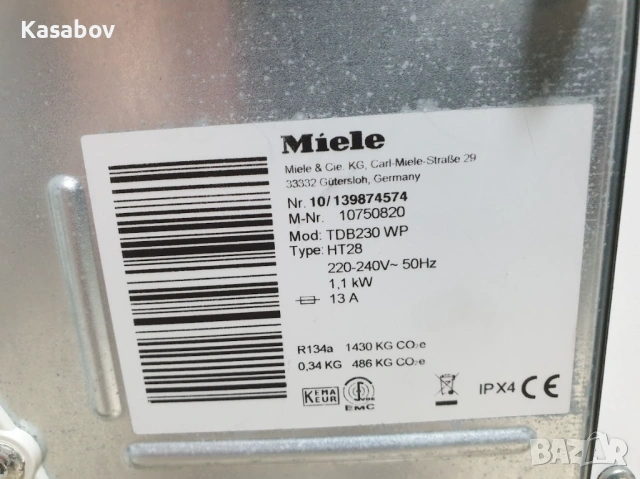 Kasabov
Miele
Miele & Cie. KG, Carl-Miele-Straße 29
33332 Gütersloh, Germany
Nr. 10/139874574
M-Nr. 10750820
Mod: TDB230 WP
Type: HT28
220-240V~ 50Hz
1,1 kW
13 A
R134a 1430 KG CO₂e
0,34 KG 486 KG CO₂e
KEMA
KEUR
EMC
IPX4 CE
BAZAR